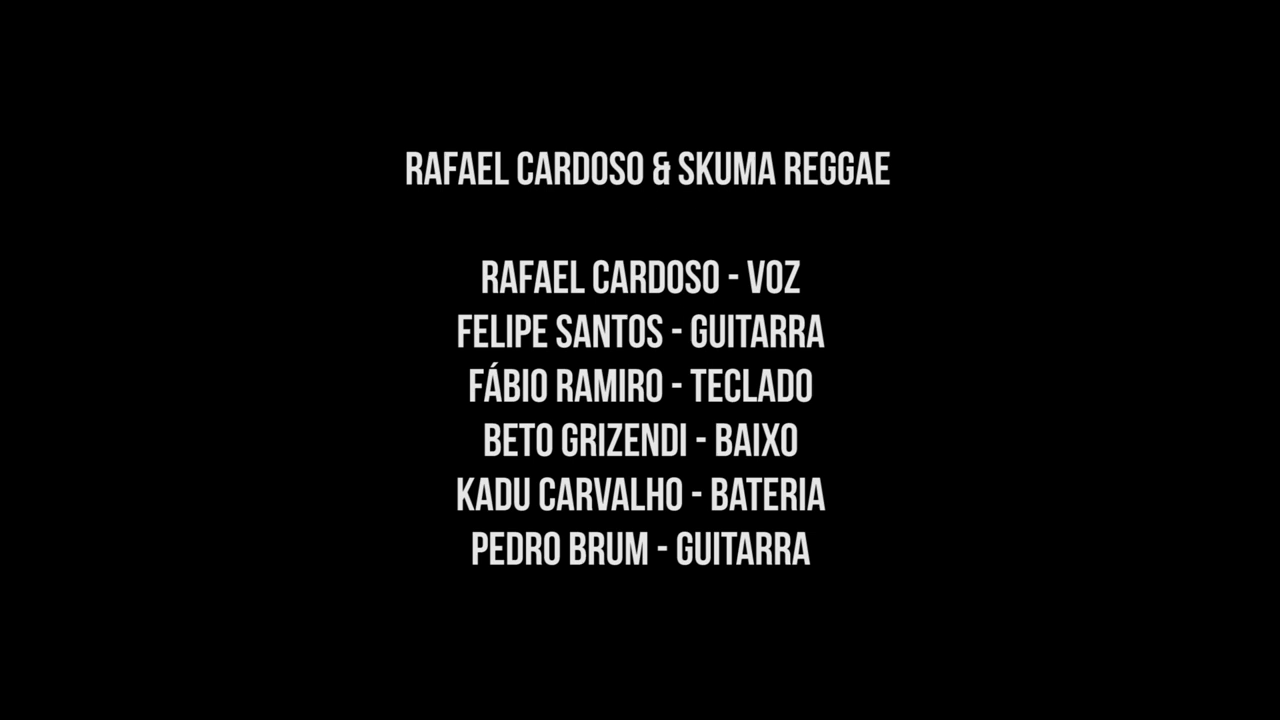 RAFAEL CARDOSO & SKUMA REGGAE
RAFAEL CARDOSO - VOZ
FELIPE SANTOS - GUITARRA
FÁBIO RAMIRO - TECLADO
BETO GRIZENDI - BAIXO
KADU CARVALHO - BATERIA
PEDRO BRUM - GUITARRA